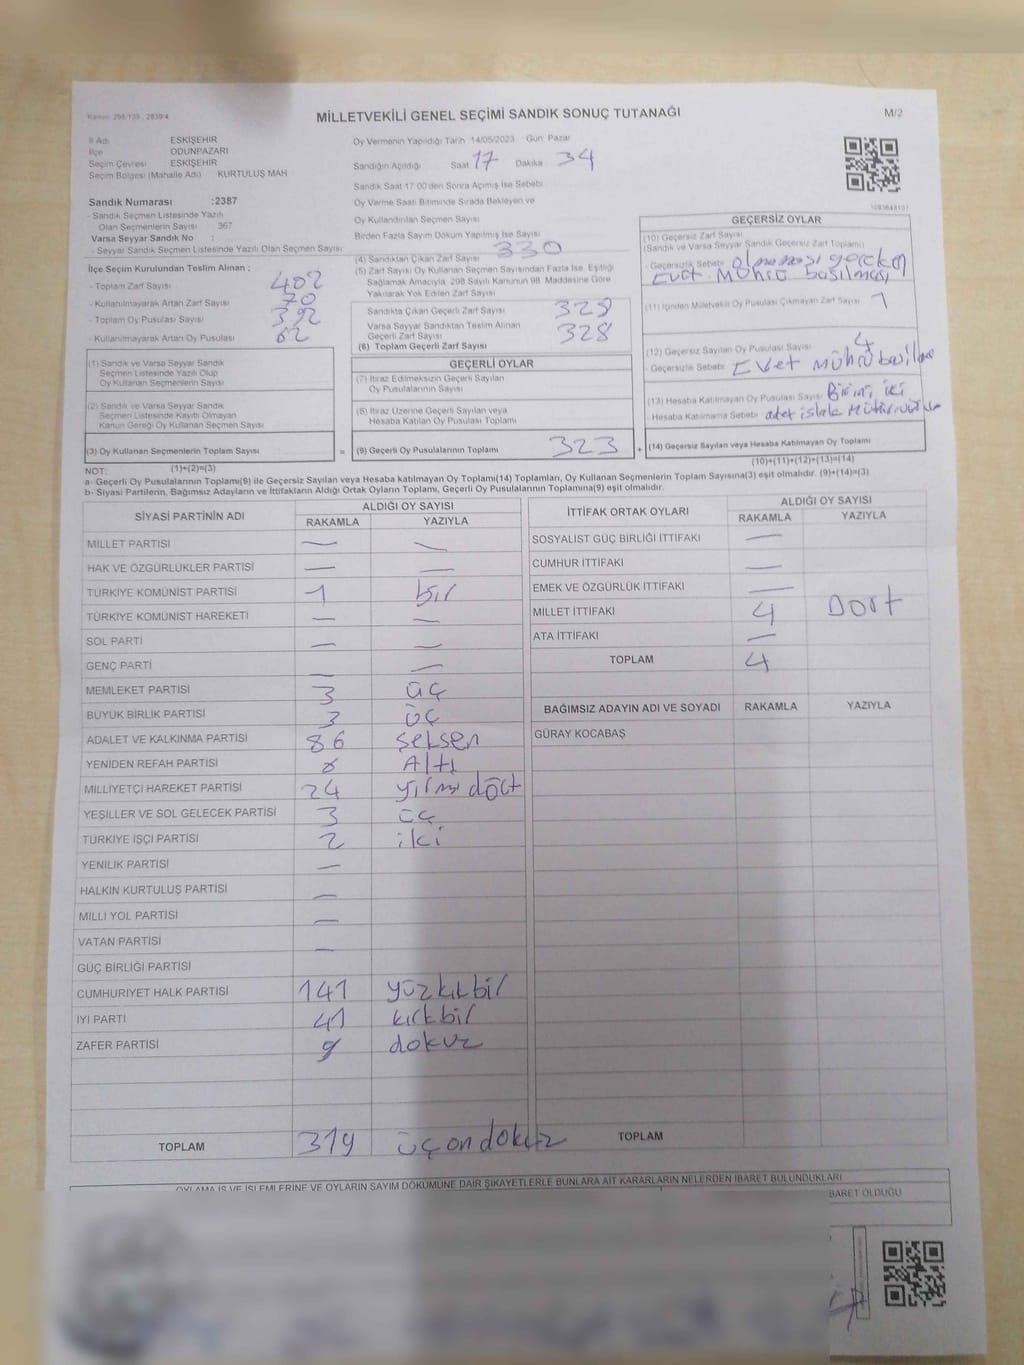 MİLLETVEKİLİ GENEL SEÇİMİ SANDIK SONUÇ TUTANAĞI
M/2
İl Adı ESKİŞEHİR
İlçe ODUNPAZARI
Seçim Çevresi ESKİŞEHİR
Seçim Bölgesi (Mahalle Adı) KURTULUŞ MAH
Sandık Numarası :2387
- Sandık Seçmen Listesinde Yazılı
Olan Seçmenlerin Sayısı : 367
Varsa Seyyar Sandık No :
- Seyyar Sandık Seçmen Listesinde Yazılı Olan Seçmen Sayısı:
İlçe Seçim Kurulundan Teslim Alınan :
- Toplam Zarf Sayısı 402
- Kullanılmayarak Artan Zarf Sayısı 70
- Toplam Oy Pusulası Sayısı 392
- Kullanılmayarak Artan Oy Pusulası 62
(1) Sandık ve Varsa Seyyar Sandık
Seçmen Listesinde Yazılı Olup
Oy Kullanan Seçmenlerin Sayısı
(2) Sandık ve Varsa Seyyar Sandık
Seçmen Listesinde Kayıtlı Olmayan
Kanun Gereği Oy Kullanan Seçmen Sayısı
(3) Oy Kullanan Seçmenlerin Toplam Sayısı
Oy Vermenin Yapıldığı Tarih 14/05/2023 Gün: Pazar
Sandığın Açıldığı Saat 17 Dakika 34
Sandık Saat 17:00'den Sonra Açılmış İse Sebebi
Oy Verme Saati Bitiminde Sırada Bekleyen ve
Oy Kullandırılan Seçmen Sayısı
Birden Fazla Sayım Döküm Yapılmış İse Sayısı
(4) Sandıktan Çıkan Zarf Sayısı 330
(5) Zarf Sayısı Oy Kullanan Seçmen Sayısından Fazla İse, Eşitliği
Sağlamak Amacıyla, 298 Sayılı Kanunun 98. Maddesine Göre
Yakılarak Yok Edilen Zarf Sayısı
Sandıkta Çıkan Geçerli Zarf Sayısı 328
Varsa Seyyar Sandıktan Teslim Alınan
Geçerli Zarf Sayısı
(6) Toplam Geçerli Zarf Sayısı 328
GEÇERLİ OYLAR
(7) İtiraz Edilmeksizin Geçerli Sayılan
Oy Pusulalarının Sayısı
(8) İtiraz Üzerine Geçerli Sayılan veya
Hesaba Katılan Oy Pusulası Toplamı
= (9) Geçerli Oy Pusulalarının Toplamı 323 +
GEÇERSİZ OYLAR
(10) Geçersiz Zarf Sayısı
(Sandık ve Varsa Seyyar Sandık Geçersiz Zarf Toplamı)
- Geçersizlik Sebebi: olmaması gereken
Evet Mührü basılması
(11) İçinden Milletvekili Oy Pusulası Çıkmayan Zarf Sayısı 1
(12) Geçersiz Sayılan Oy Pusulası Sayısı 4
- Geçersizlik Sebebi: Evet mührü
(13) Hesaba Katılmayan Oy Pusulası Sayısı iki
Hesaba Katılmama Sebebi: adet ıslak
(14) Geçersiz Sayılan veya Hesaba Katılmayan Oy Toplamı
NOT: (1)+(2)=(3) (10)+(11)+(12)+(13)=(14)
a- Geçerli Oy Pusulalarının Toplamı(9) ile Geçersiz Sayılan veya Hesaba katılmayan Oy Toplamı(14) Toplamları, Oy Kullanan Seçmenlerin Toplam Sayısına(3) eşit olmalıdır. (9)+(14)=(3)
b- Siyasi Partilerin, Bağımsız Adayların ve İttifakların Aldığı Ortak Oyların Toplamı, Geçerli Oy Pusulalarının Toplamına(9) eşit olmalıdır.
SİYASİ PARTİNİN ADI ALDIĞI OY SAYISI
RAKAMLA YAZIYLA
MİLLET PARTİSİ — —
HAK VE ÖZGÜRLÜKLER PARTİSİ — —
TÜRKİYE KOMÜNİST PARTİSİ 1 bir
TÜRKİYE KOMÜNİST HAREKETİ — —
SOL PARTİ — —
GENÇ PARTİ — —
MEMLEKET PARTİSİ 3 üç
BÜYÜK BİRLİK PARTİSİ 3 üç
ADALET VE KALKINMA PARTİSİ 86 seksen
YENİDEN REFAH PARTİSİ 6 Altı
MİLLİYETÇİ HAREKET PARTİSİ 24 yirmi dört
YEŞİLLER VE SOL GELECEK PARTİSİ 3 üç
TÜRKİYE İŞÇİ PARTİSİ 2 iki
YENİLİK PARTİSİ —
HALKIN KURTULUŞ PARTİSİ —
MİLLİ YOL PARTİSİ —
VATAN PARTİSİ —
GÜÇ BİRLİĞİ PARTİSİ
CUMHURİYET HALK PARTİSİ 141 yüzkırkbir
İYİ PARTİ 41 kırkbir
ZAFER PARTİSİ 9 dokuz
TOPLAM 319 üçondokuz
İTTİFAK ORTAK OYLARI ALDIĞI OY SAYISI
RAKAMLA YAZIYLA
SOSYALİST GÜÇ BİRLİĞİ İTTİFAKI —
CUMHUR İTTİFAKI —
EMEK VE ÖZGÜRLÜK İTTİFAKI —
MİLLET İTTİFAKI 4 Dört
ATA İTTİFAKI —
TOPLAM 4
BAĞIMSIZ ADAYIN ADI VE SOYADI RAKAMLA YAZIYLA
GÜRAY KOCABAŞ
TOPLAM
OYLAMA İŞ VE İŞLEMLERİNE VE OYLARIN SAYIM DÖKÜMÜNE DAİR ŞİKAYETLERLE BUNLARA AİT KARARLARIN NELERDEN İBARET BULUNDUKLARI
BARET OLDUĞU